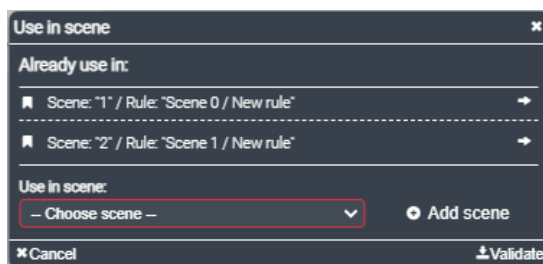 Use in scene
Already use in:
Scene: "1" / Rule: "Scene 0 / New rule"
Scene: "2" / Rule: "Scene 1 / New rule"
Use in scene:
-- Choose scene -- Add scene
Cancel Validate